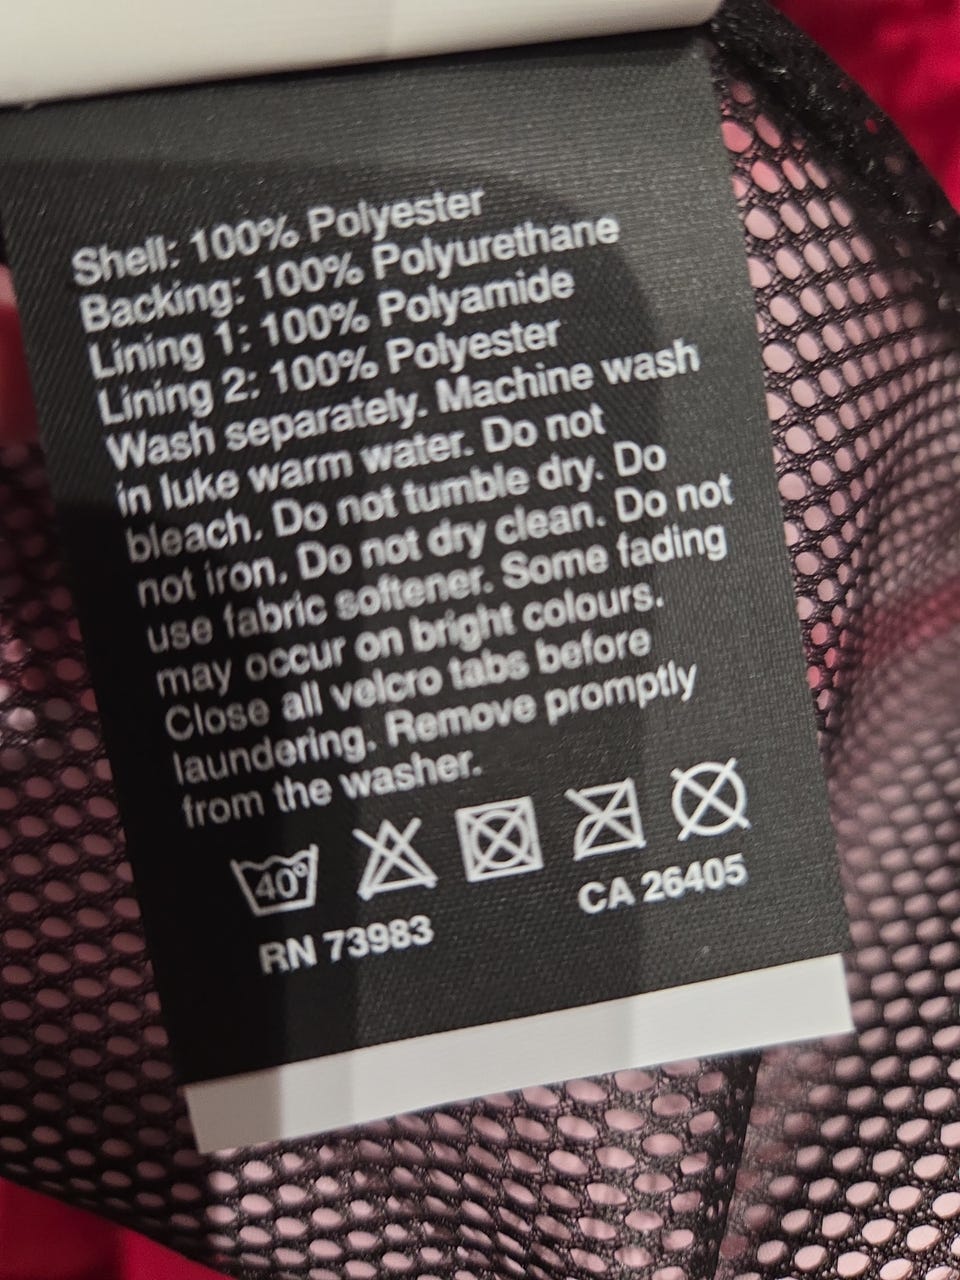 Shell: 100% Polyester
Backing: 100% Polyurethane
Lining 1: 100% Polyamide
Lining 2: 100% Polyester
Wash separately. Machine wash
in luke warm water. Do not
bleach. Do not tumble dry. Do
not iron. Do not dry clean. Do not
use fabric softener. Some fading
may occur on bright colours.
Close all velcro tabs before
laundering. Remove promptly
from the washer.
40°
RN 73983 CA 26405